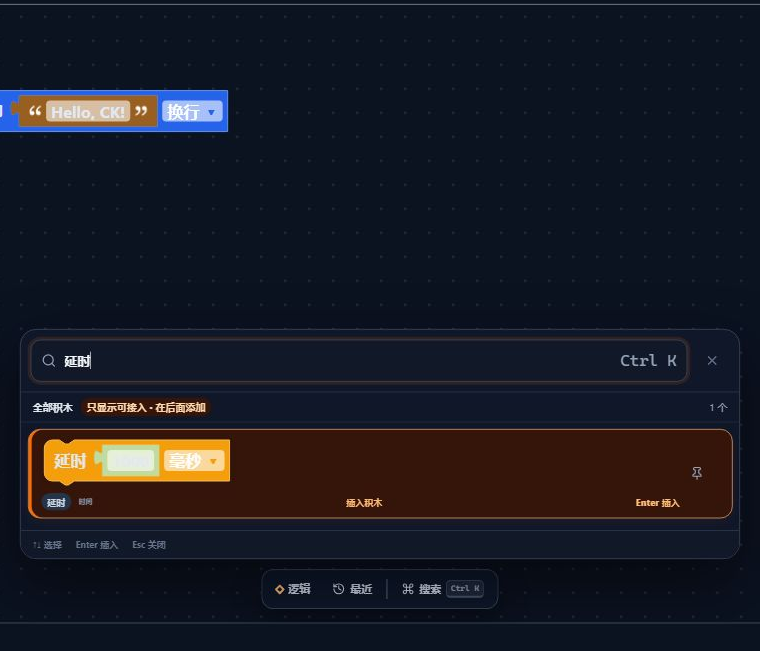 “ Hello, CK! ” 换行
延时 Ctrl K
全部积木 只显示可接入 · 在后面添加 1 个
延时 毫秒
延时 时间 插入积木 Enter 插入
↑↓ 选择 Enter 插入 Esc 关闭
逻辑 最近 ⌘ 搜索 Ctrl K